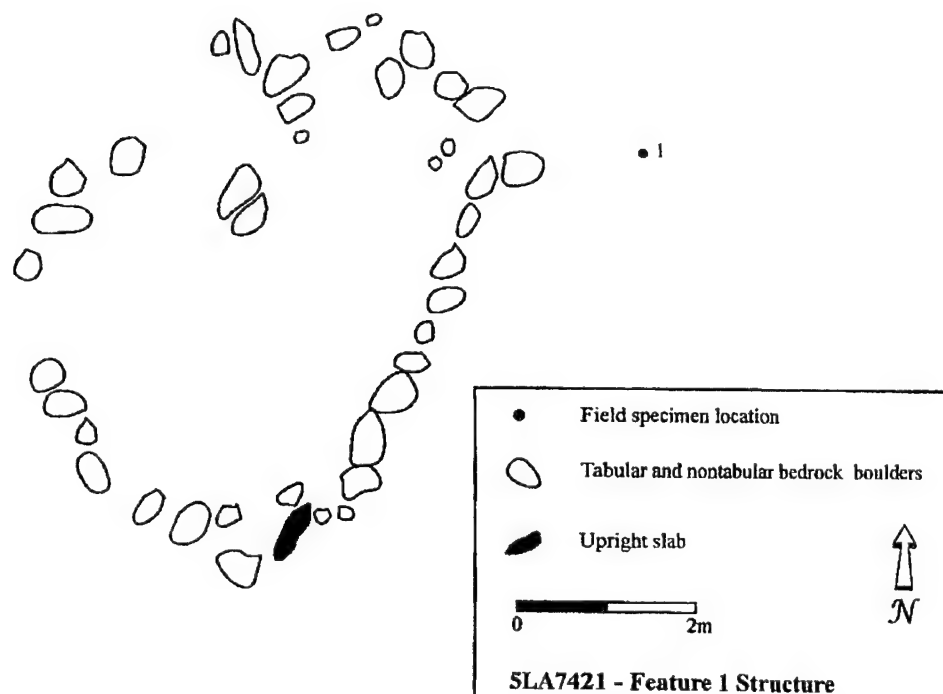 1
Field specimen location
Tabular and nontabular bedrock boulders
Upright slab
N
0 2m
5LA7421 - Feature 1 Structure